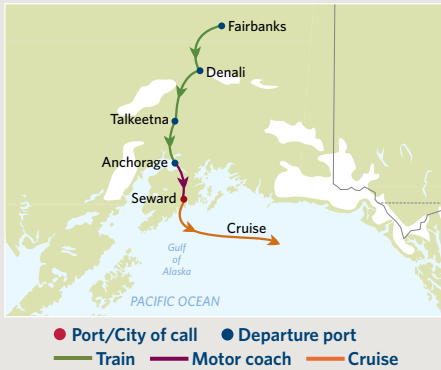 Fairbanks
Denali
Talkeetna
Anchorage
Seward
Cruise
Gulf
of
Alaska
PACIFIC OCEAN
Port/City of call Departure port
Train Motor coach Cruise